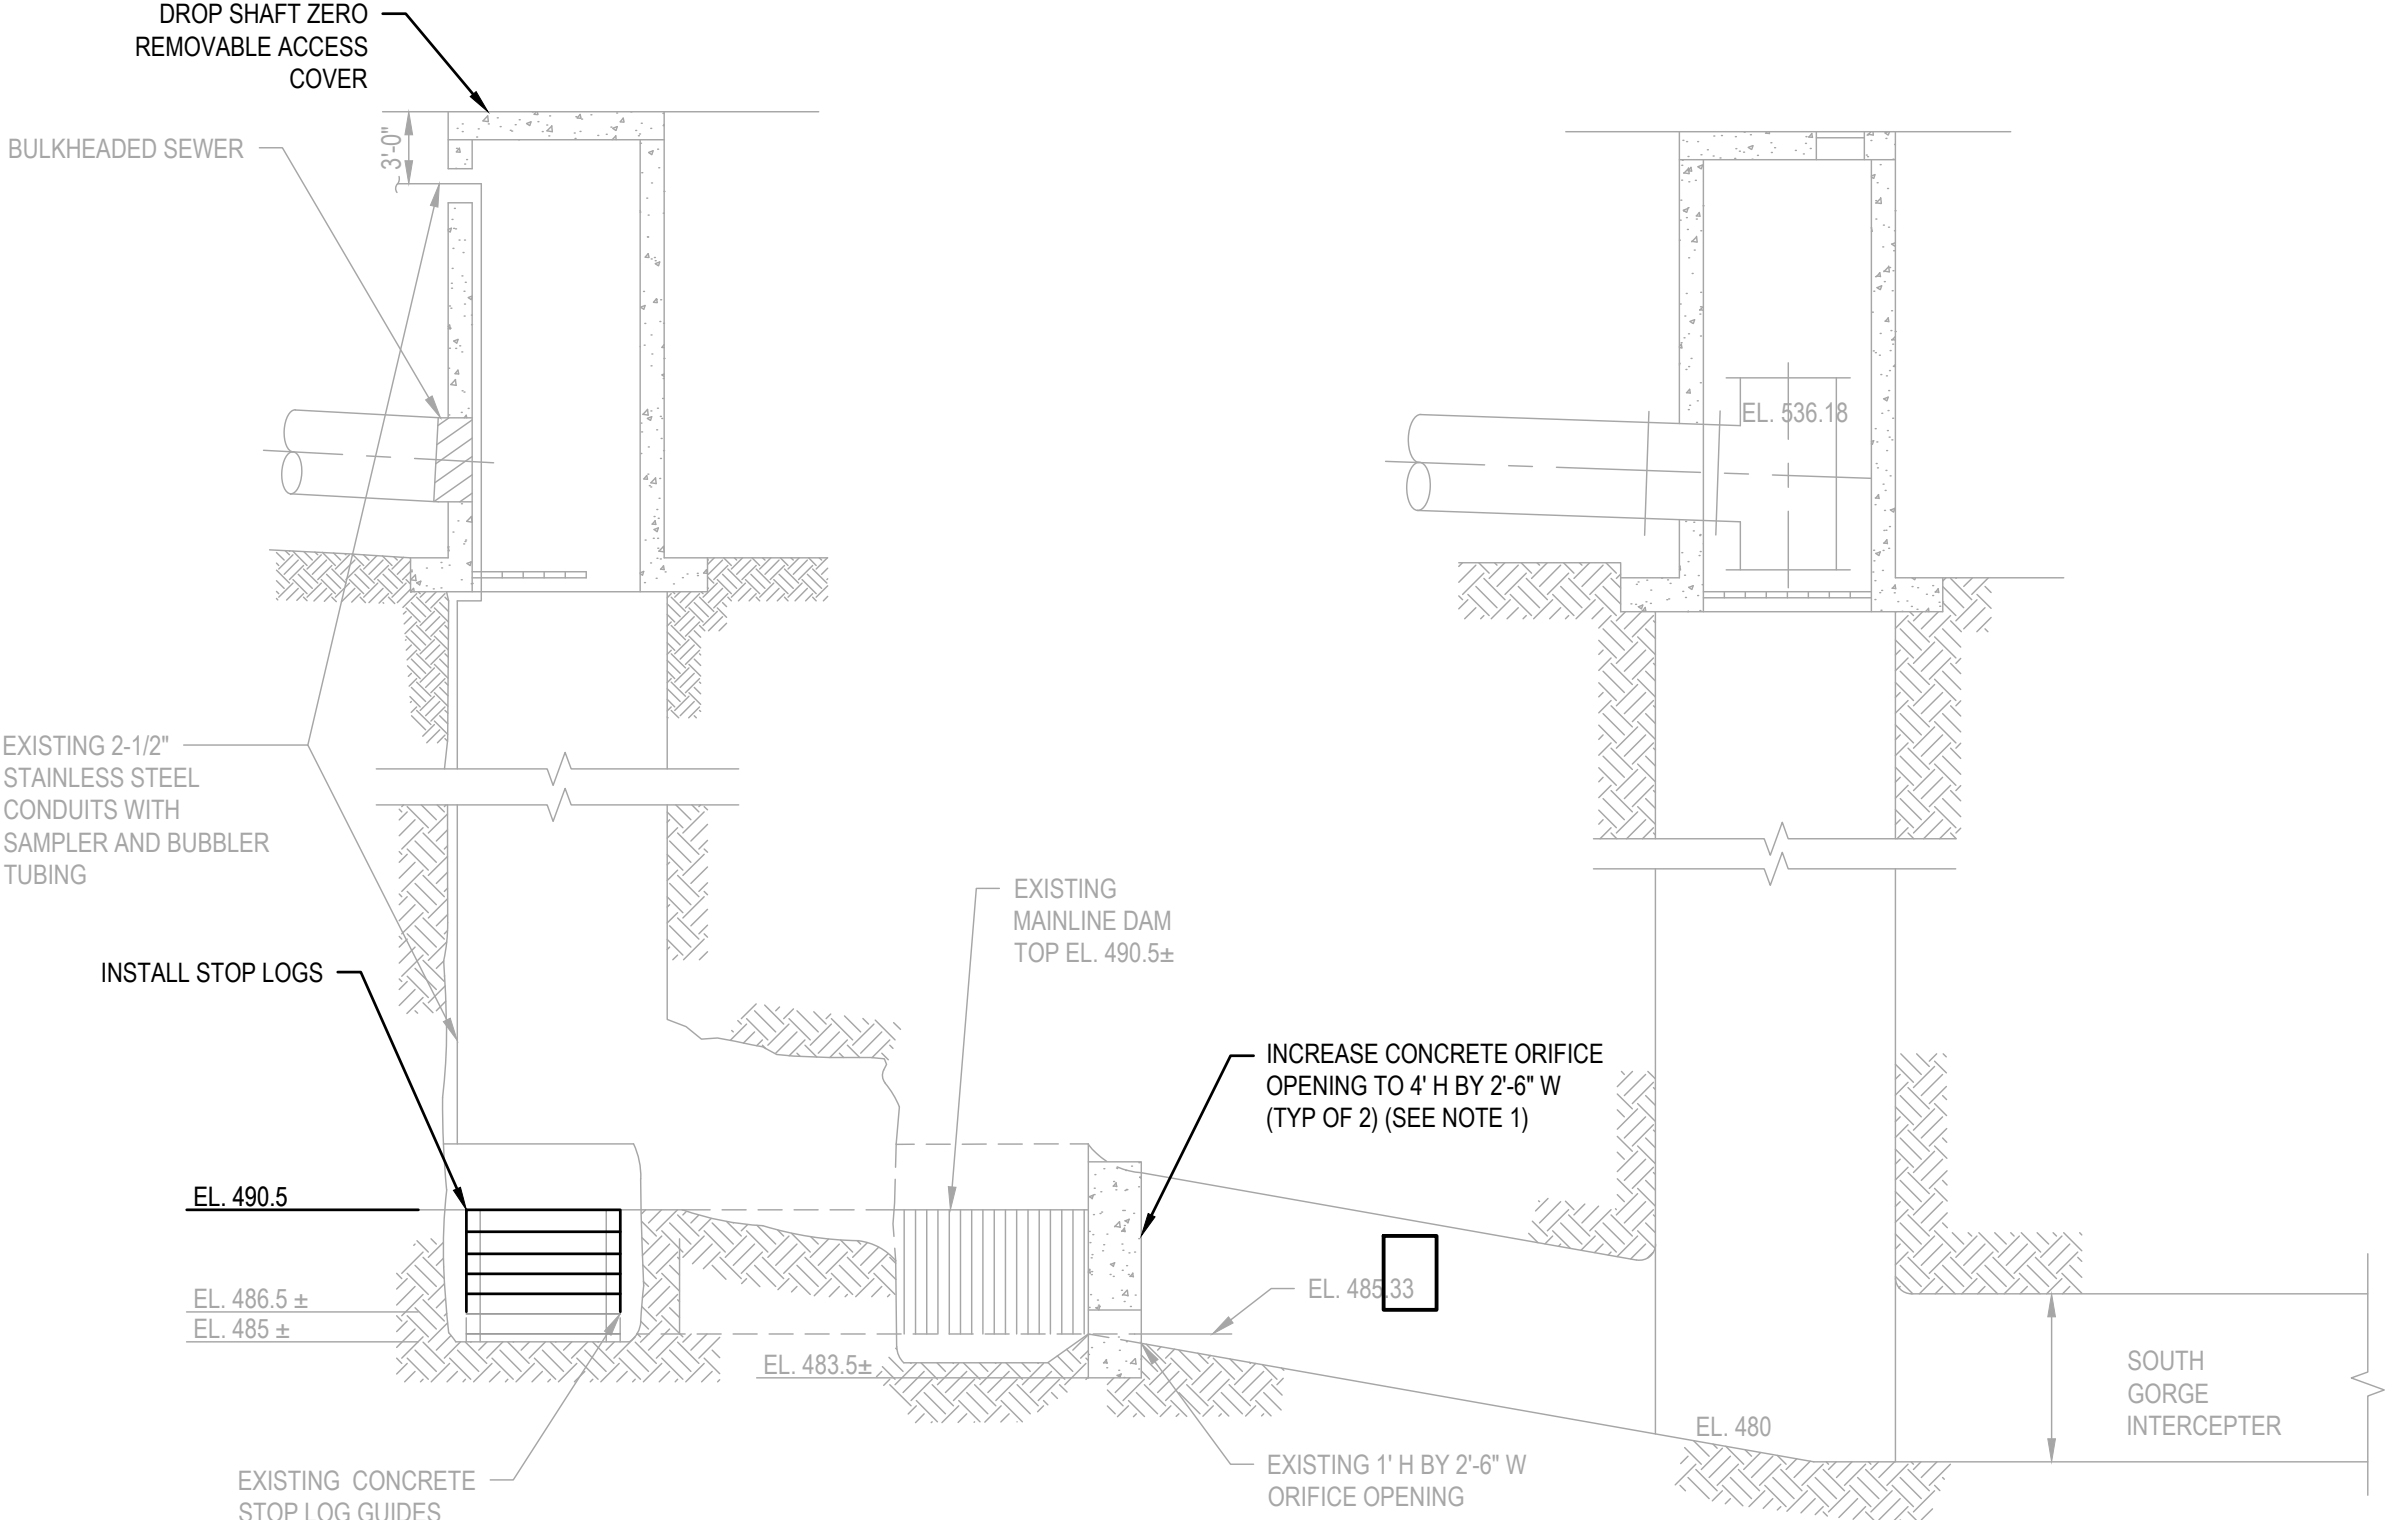 DROP SHAFT ZERO
REMOVABLE ACCESS
COVER
3'-0"
BULKHEADED SEWER
EL. 536.18
EXISTING 2-1/2"
STAINLESS STEEL
CONDUITS WITH
SAMPLER AND BUBBLER
TUBING
EXISTING
MAINLINE DAM
TOP EL. 490.5±
INSTALL STOP LOGS
INCREASE CONCRETE ORIFICE
OPENING TO 4' H BY 2'-6" W
(TYP OF 2) (SEE NOTE 1)
EL. 490.5
EL. 485.33
EL. 486.5 ±
EL. 485 ±
EL. 483.5±
SOUTH
GORGE
INTERCEPTER
EL. 480
EXISTING CONCRETE
STOP LOG GUIDES
EXISTING 1' H BY 2'-6" W
ORIFICE OPENING